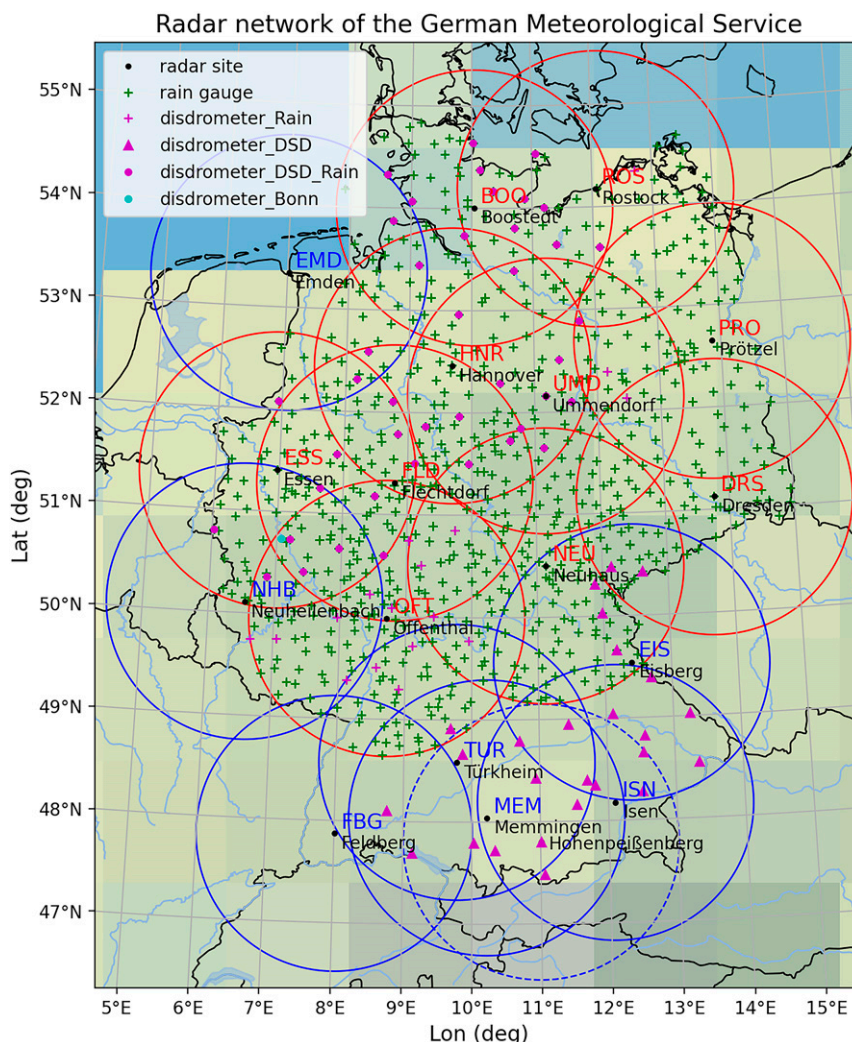 Radar network of the German Meteorological Service
radar site
rain gauge
disdrometer_Rain
disdrometer_DSD
disdrometer_DSD_Rain
disdrometer_Bonn
55°N
54°N
53°N
52°N
51°N
50°N
49°N
48°N
47°N
Lat (deg)
BOO
Boostedt
ROS
Rostock
EMD
Emden
PRO
Prötzel
HNR
Hannover
UMD
Ummendorf
ESS
Essen
FLD
Flechtdorf
DRS
Dresden
NEU
Neuhaus
NHB
Neuheilenbach
OFT
Offenthal
EIS
Eisberg
TUR
Türkheim
ISN
Isen
MEM
Memmingen
FBG
Feldberg
Hohenpeißenberg
5°E 6°E 7°E 8°E 9°E 10°E 11°E 12°E 13°E 14°E 15°E
Lon (deg)